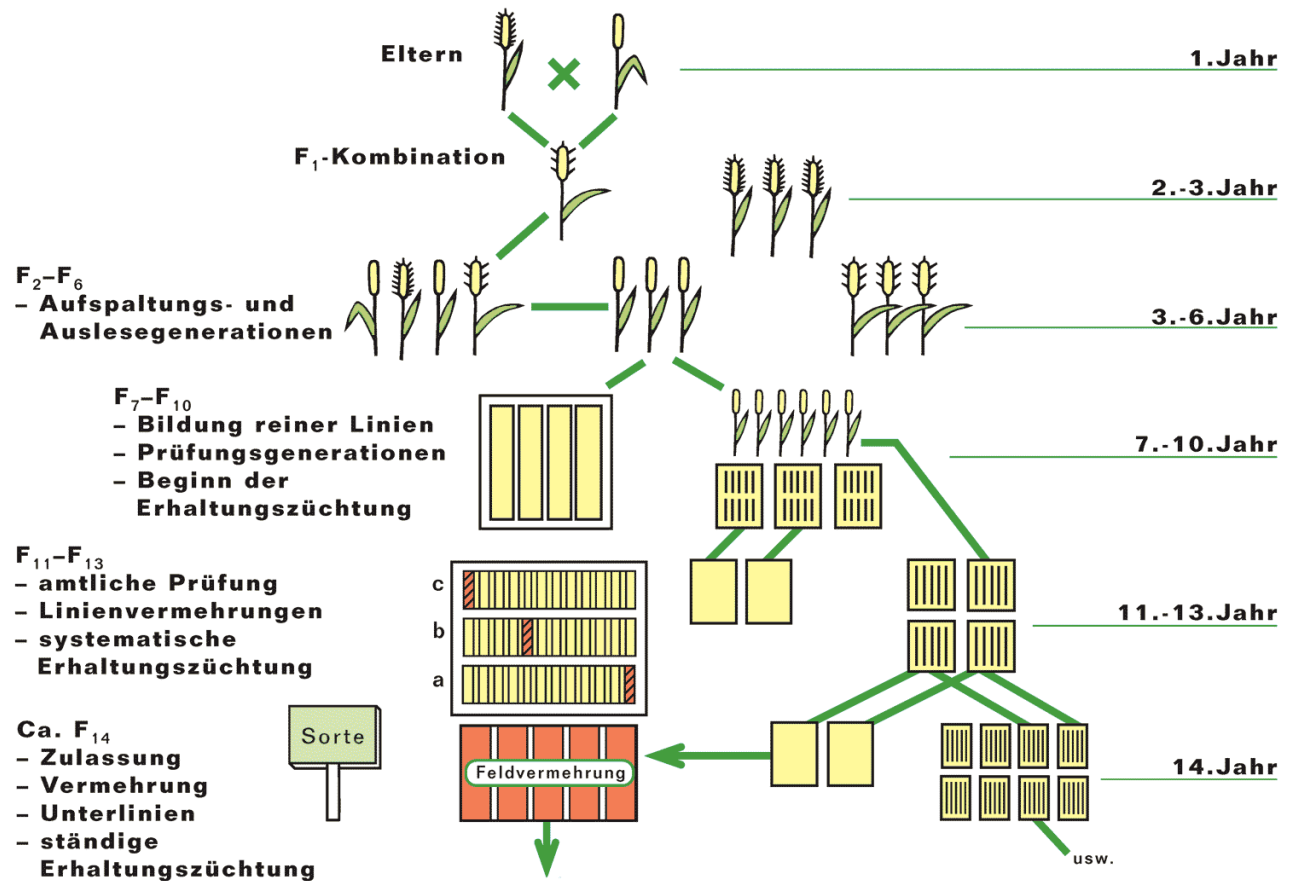 Eltern
1.Jahr
F₁-Kombination
2.-3.Jahr
F₂–F₆
– Aufspaltungs- und
Auslesegenerationen
3.-6.Jahr
F₇–F₁₀
– Bildung reiner Linien
– Prüfungsgenerationen
– Beginn der
Erhaltungszüchtung
7.-10.Jahr
F₁₁–F₁₃
– amtliche Prüfung
– Linienvermehrungen
– systematische
Erhaltungszüchtung
c
b
a
11.-13.Jahr
Ca. F₁₄
– Zulassung
– Vermehrung
– Unterlinien
– ständige
Erhaltungszüchtung
Sorte
Feldvermehrung
14.Jahr
usw.